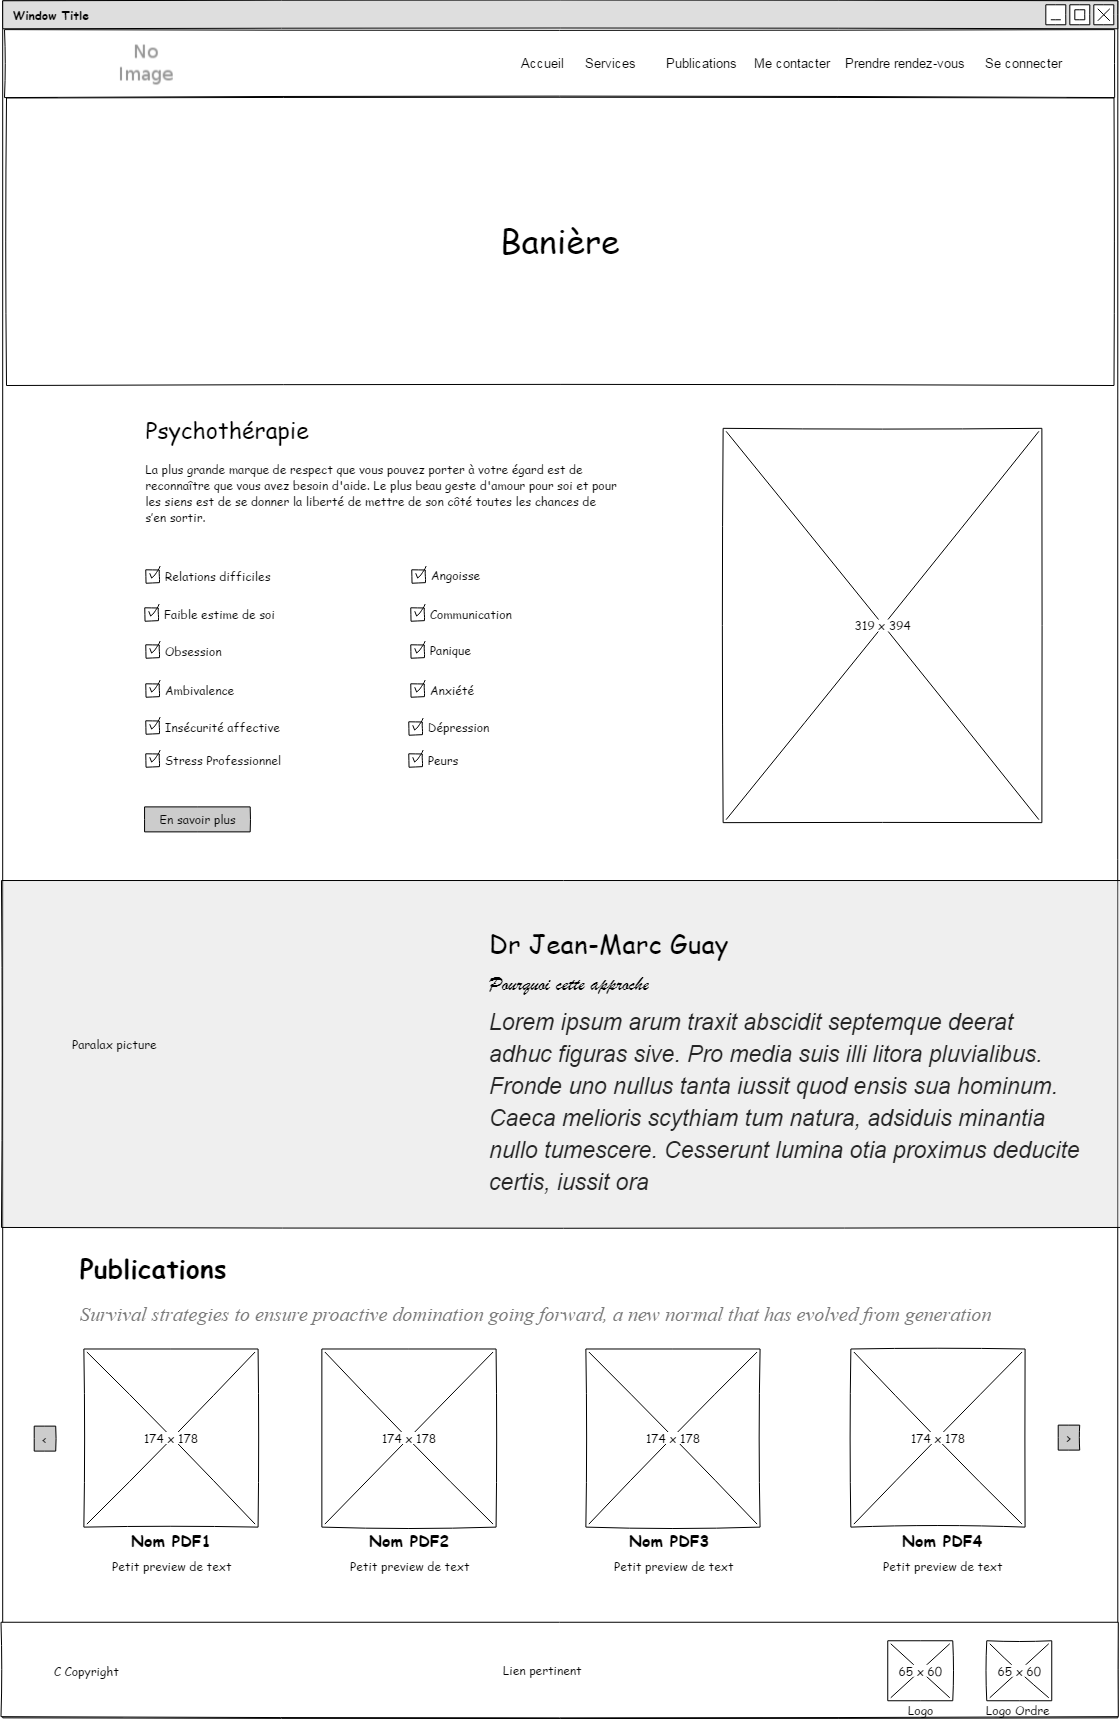 Window Title
No
Image
Accueil Services Publications Me contacter Prendre rendez-vous Se connecter
Banière
Psychothérapie
La plus grande marque de respect que vous pouvez porter à votre égard est de
reconnaître que vous avez besoin d'aide. Le plus beau geste d'amour pour soi et pour
les siens est de se donner la liberté de mettre de son côté toutes les chances de
s'en sortir.
319 x 394
Relations difficiles Angoisse
Faible estime de soi Communication
Obsession Panique
Ambivalence Anxiété
Insécurité affective Dépression
Stress Professionnel Peurs
En savoir plus
Paralax picture
Dr Jean-Marc Guay
Pourquoi cette approche
Lorem ipsum arum traxit abscidit septemque deerat
adhuc figuras sive. Pro media suis illi litora pluvialibus.
Fronde uno nullus tanta iussit quod ensis sua hominum.
Caeca melioris scythiam tum natura, adsiduis minantia
nullo tumescere. Cesserunt lumina otia proximus deducite
certis, iussit ora
Publications
Survival strategies to ensure proactive domination going forward, a new normal that has evolved from generation
< 174 x 178 174 x 178 174 x 178 174 x 178 >
Nom PDF1 Nom PDF2 Nom PDF3 Nom PDF4
Petit preview de text Petit preview de text Petit preview de text Petit preview de text
C Copyright Lien pertinent 65 x 60 65 x 60
Logo Logo Ordre